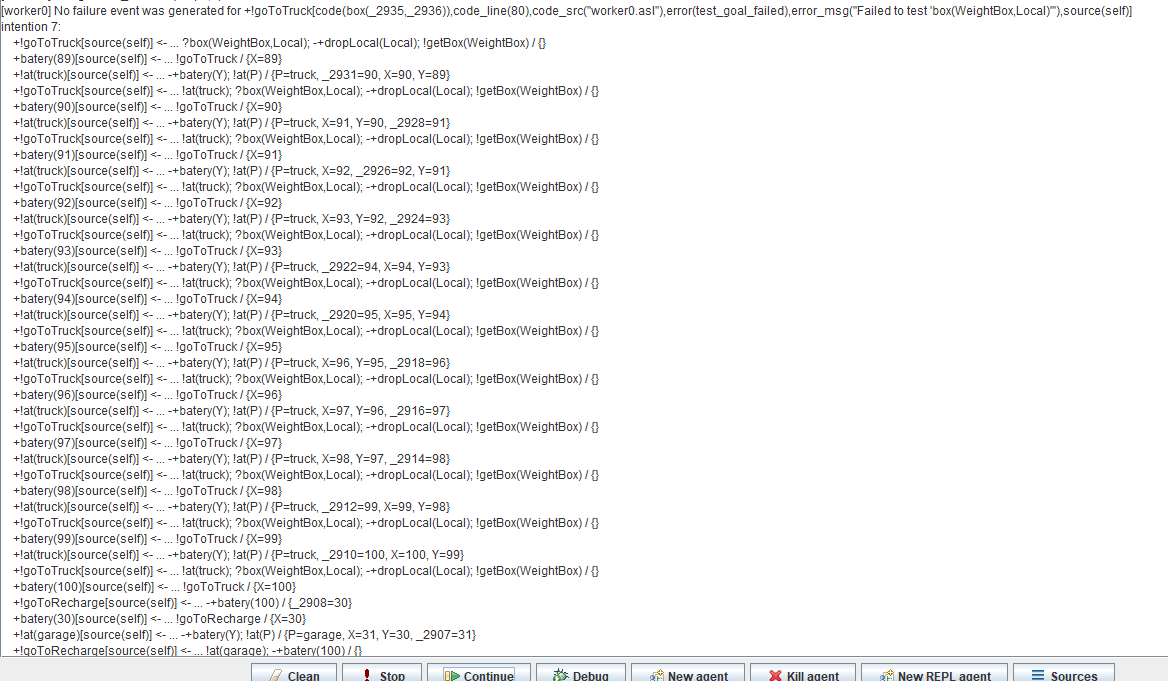 [worker0] No failure event was generated for +!goToTruck[code(box(_2935,_2936)),code_line(80),code_src("worker0.asl"),error(test_goal_failed),error_msg("Failed to test 'box(WeightBox,Local)'"),source(self)]
intention 7:
+!goToTruck[source(self)] <- ... ?box(WeightBox,Local); -+dropLocal(Local); !getBox(WeightBox) / {}
+batery(89)[source(self)] <- ... !goToTruck / {X=89}
+!at(truck)[source(self)] <- ... -+batery(Y); !at(P) / {P=truck, _2931=90, X=90, Y=89}
+!goToTruck[source(self)] <- ... !at(truck); ?box(WeightBox,Local); -+dropLocal(Local); !getBox(WeightBox) / {}
+batery(90)[source(self)] <- ... !goToTruck / {X=90}
+!at(truck)[source(self)] <- ... -+batery(Y); !at(P) / {P=truck, X=91, Y=90, _2928=91}
+!goToTruck[source(self)] <- ... !at(truck); ?box(WeightBox,Local); -+dropLocal(Local); !getBox(WeightBox) / {}
+batery(91)[source(self)] <- ... !goToTruck / {X=91}
+!at(truck)[source(self)] <- ... -+batery(Y); !at(P) / {P=truck, X=92, _2926=92, Y=91}
+!goToTruck[source(self)] <- ... !at(truck); ?box(WeightBox,Local); -+dropLocal(Local); !getBox(WeightBox) / {}
+batery(92)[source(self)] <- ... !goToTruck / {X=92}
+!at(truck)[source(self)] <- ... -+batery(Y); !at(P) / {P=truck, X=93, Y=92, _2924=93}
+!goToTruck[source(self)] <- ... !at(truck); ?box(WeightBox,Local); -+dropLocal(Local); !getBox(WeightBox) / {}
+batery(93)[source(self)] <- ... !goToTruck / {X=93}
+!at(truck)[source(self)] <- ... -+batery(Y); !at(P) / {P=truck, _2922=94, X=94, Y=93}
+!goToTruck[source(self)] <- ... !at(truck); ?box(WeightBox,Local); -+dropLocal(Local); !getBox(WeightBox) / {}
+batery(94)[source(self)] <- ... !goToTruck / {X=94}
+!at(truck)[source(self)] <- ... -+batery(Y); !at(P) / {P=truck, _2920=95, X=95, Y=94}
+!goToTruck[source(self)] <- ... !at(truck); ?box(WeightBox,Local); -+dropLocal(Local); !getBox(WeightBox) / {}
+batery(95)[source(self)] <- ... !goToTruck / {X=95}
+!at(truck)[source(self)] <- ... -+batery(Y); !at(P) / {P=truck, X=96, Y=95, _2918=96}
+!goToTruck[source(self)] <- ... !at(truck); ?box(WeightBox,Local); -+dropLocal(Local); !getBox(WeightBox) / {}
+batery(96)[source(self)] <- ... !goToTruck / {X=96}
+!at(truck)[source(self)] <- ... -+batery(Y); !at(P) / {P=truck, X=97, Y=96, _2916=97}
+!goToTruck[source(self)] <- ... !at(truck); ?box(WeightBox,Local); -+dropLocal(Local); !getBox(WeightBox) / {}
+batery(97)[source(self)] <- ... !goToTruck / {X=97}
+!at(truck)[source(self)] <- ... -+batery(Y); !at(P) / {P=truck, X=98, Y=97, _2914=98}
+!goToTruck[source(self)] <- ... !at(truck); ?box(WeightBox,Local); -+dropLocal(Local); !getBox(WeightBox) / {}
+batery(98)[source(self)] <- ... !goToTruck / {X=98}
+!at(truck)[source(self)] <- ... -+batery(Y); !at(P) / {P=truck, _2912=99, X=99, Y=98}
+!goToTruck[source(self)] <- ... !at(truck); ?box(WeightBox,Local); -+dropLocal(Local); !getBox(WeightBox) / {}
+batery(99)[source(self)] <- ... !goToTruck / {X=99}
+!at(truck)[source(self)] <- ... -+batery(Y); !at(P) / {P=truck, _2910=100, X=100, Y=99}
+!goToTruck[source(self)] <- ... !at(truck); ?box(WeightBox,Local); -+dropLocal(Local); !getBox(WeightBox) / {}
+batery(100)[source(self)] <- ... !goToTruck / {X=100}
+!goToRecharge[source(self)] <- ... -+batery(100) / {_2908=30}
+batery(30)[source(self)] <- ... !goToRecharge / {X=30}
+!at(garage)[source(self)] <- ... -+batery(Y); !at(P) / {P=garage, X=31, Y=30, _2907=31}
+!goToRecharge[source(self)] <- ... !at(garage); -+batery(100) / {}
Clean Stop Continue Debug New agent Kill agent New REPL agent Sources